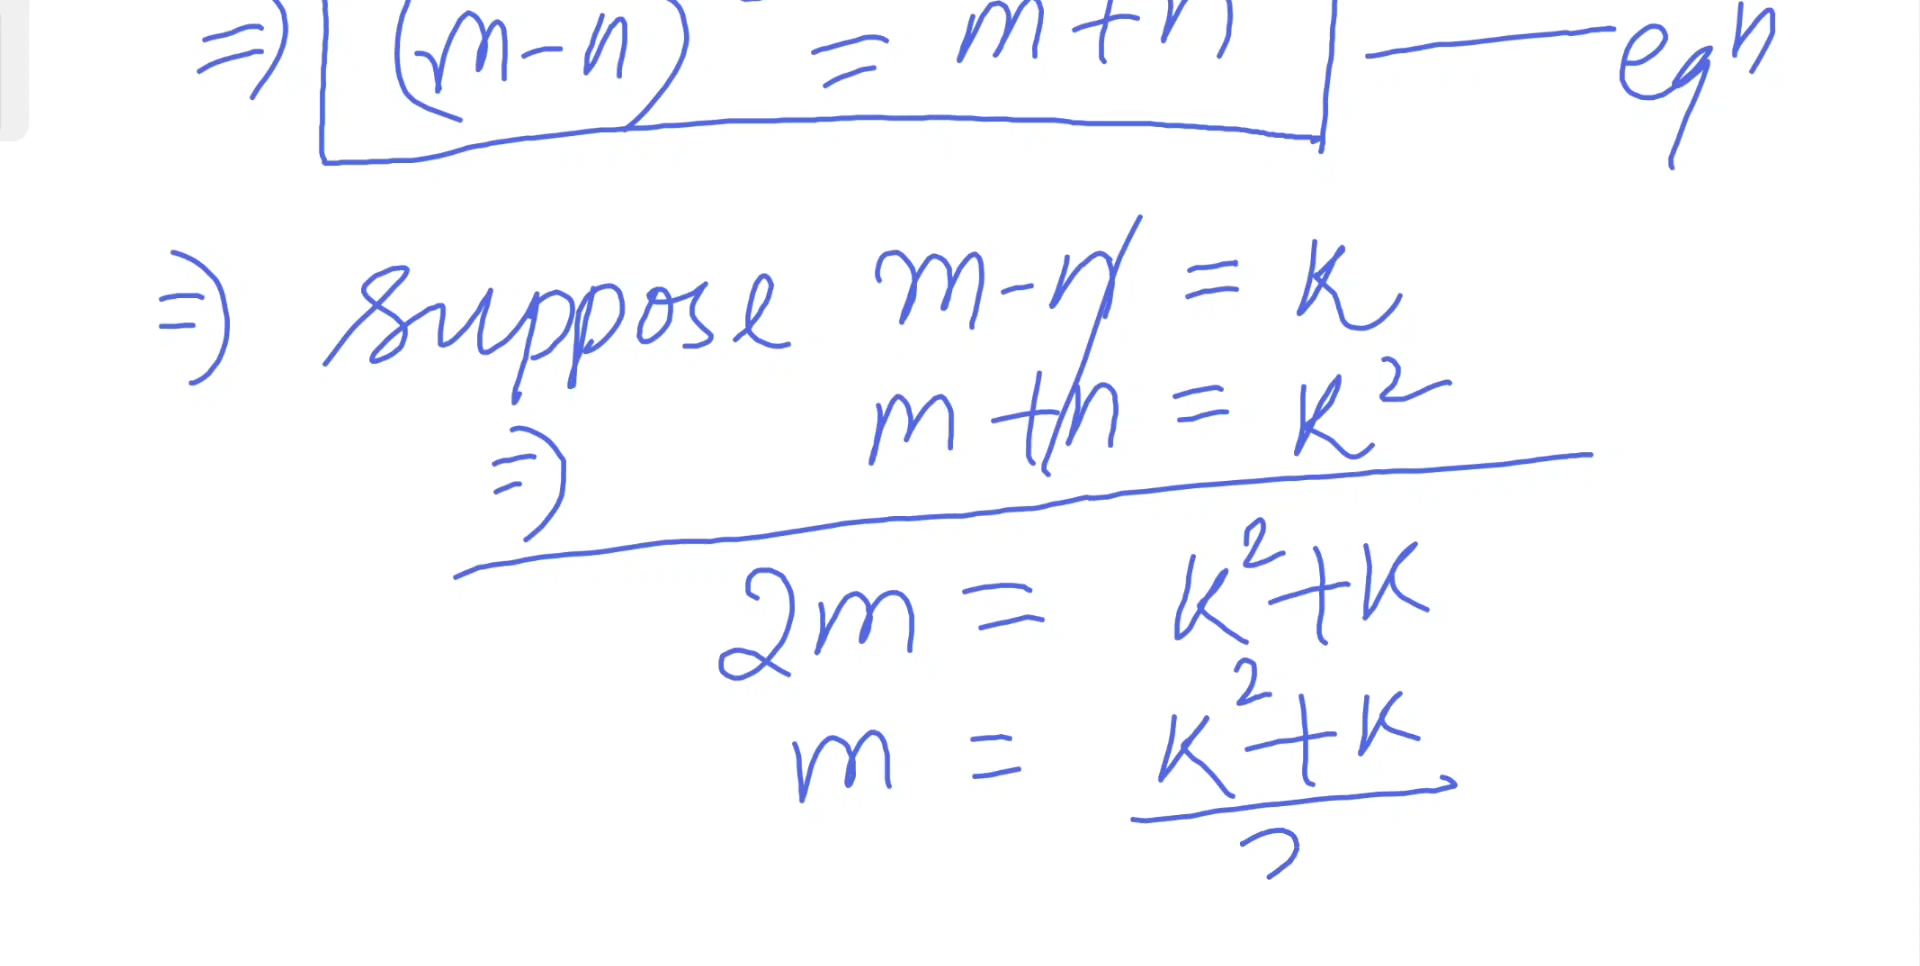 ⇒ (m-n)² = m+n — eqn
⇒ suppose m-n = K
m+n = K²
⇒
2m = K²+K
m = K²+K
2